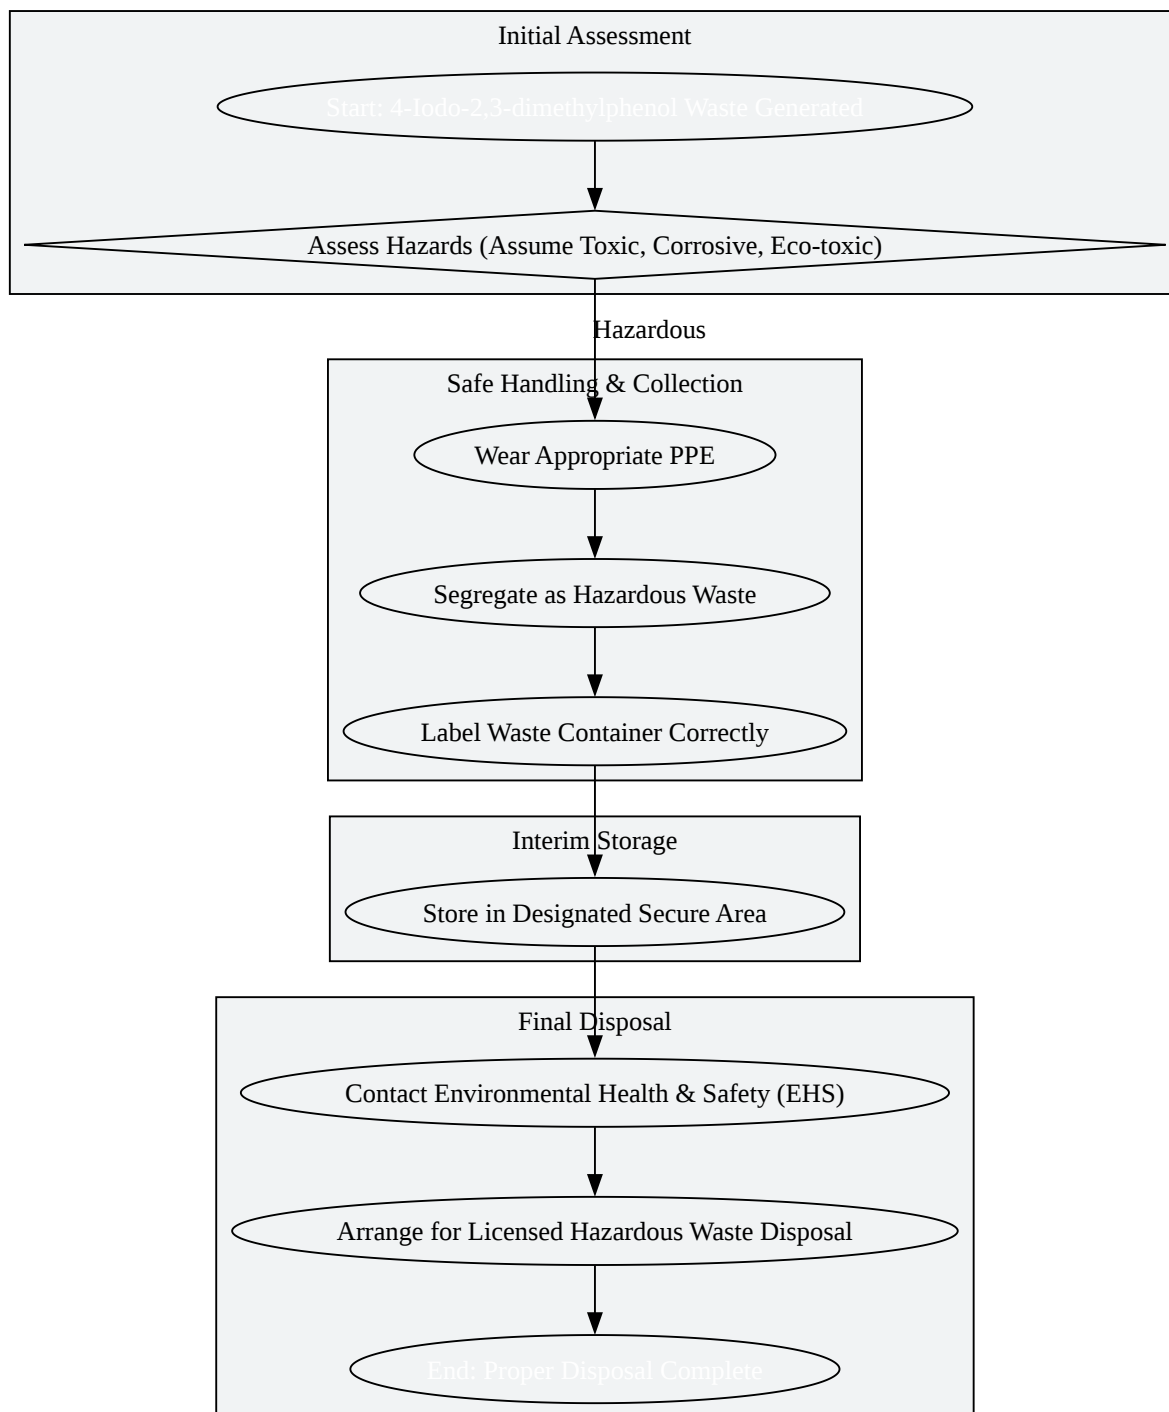 Initial Assessment
Start: 4-Iodo-2,3-dimethylphenol Waste Generated
Assess Hazards (Assume Toxic, Corrosive, Eco-toxic)
Hazardous
Safe Handling & Collection
Wear Appropriate PPE
Segregate as Hazardous Waste
Label Waste Container Correctly
Interim Storage
Store in Designated Secure Area
Final Disposal
Contact Environmental Health & Safety (EHS)
Arrange for Licensed Hazardous Waste Disposal
End: Proper Disposal Complete